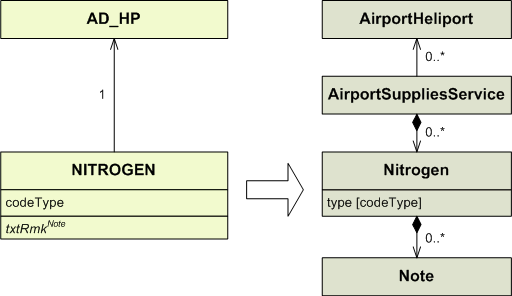 AD_HP
1
NITROGEN
codeType
txtRmkNote
AirportHeliport
0..*
AirportSuppliesService
0..*
Nitrogen
type [codeType]
0..*
Note